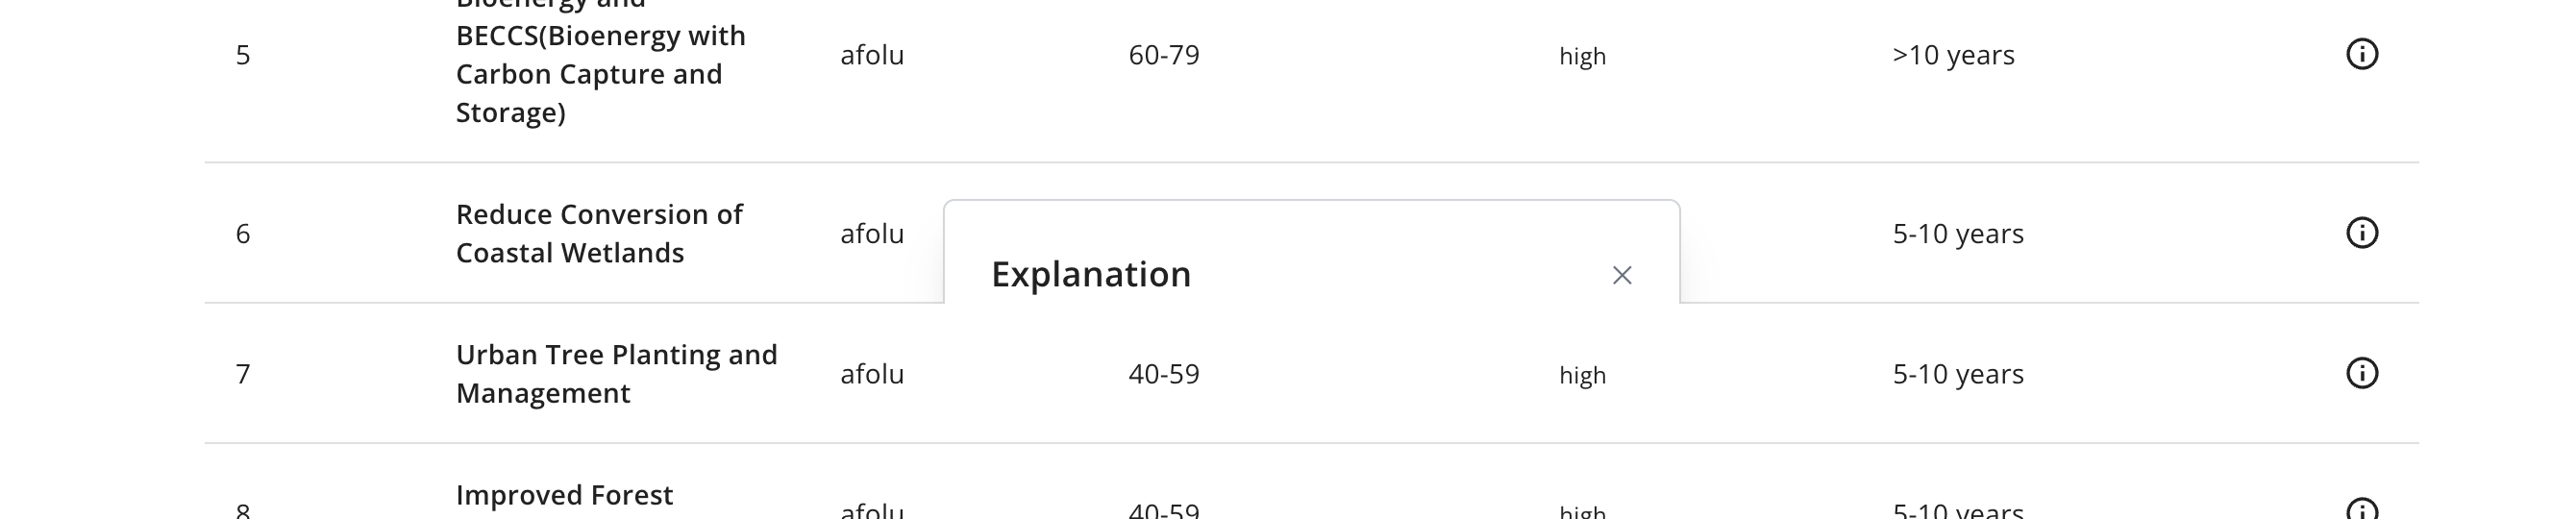 Bioenergy and
BECCS(Bioenergy with
5 Carbon Capture and afolu 60-79 high >10 years
Storage)
Reduce Conversion of
6 Coastal Wetlands afolu 5-10 years
Explanation
Urban Tree Planting and
7 Management afolu 40-59 high 5-10 years
Improved Forest
8 afolu 40-59 high 5-10 years